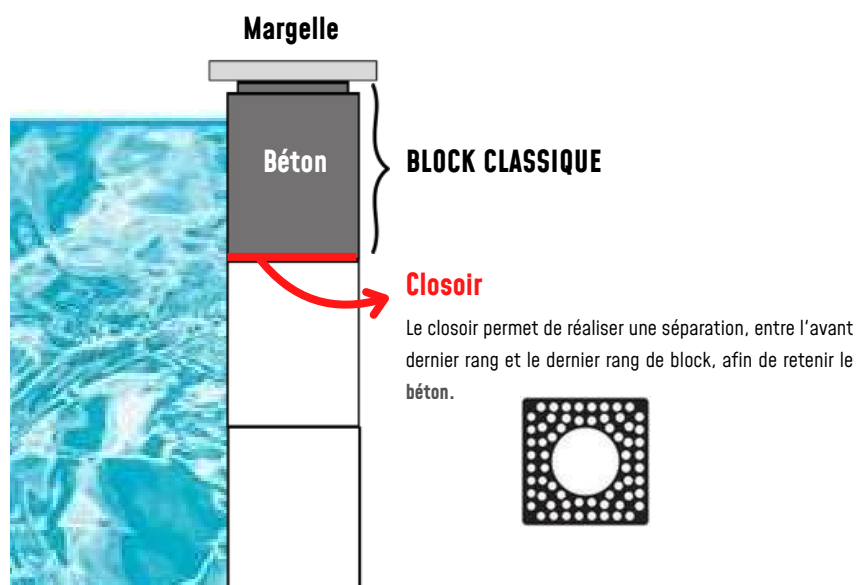 Margelle
Béton
BLOCK CLASSIQUE
Closoir
Le closoir permet de réaliser une séparation, entre l'avant
dernier rang et le dernier rang de block, afin de retenir le
béton.